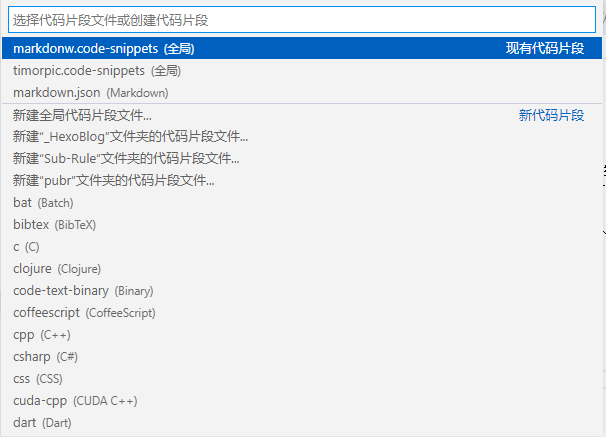 选择代码片段文件或创建代码片段
markdonw.code-snippets (全局) 现有代码片段
timorpic.code-snippets (全局)
markdown.json (Markdown)
新建全局代码片段文件... 新代码片段
新建"_HexoBlog"文件夹的代码片段文件...
新建"Sub-Rule"文件夹的代码片段文件...
新建"pubr"文件夹的代码片段文件...
bat (Batch)
bibtex (BibTeX)
c (C)
clojure (Clojure)
code-text-binary (Binary)
coffeescript (CoffeeScript)
cpp (C++)
csharp (C#)
css (CSS)
cuda-cpp (CUDA C++)
dart (Dart)